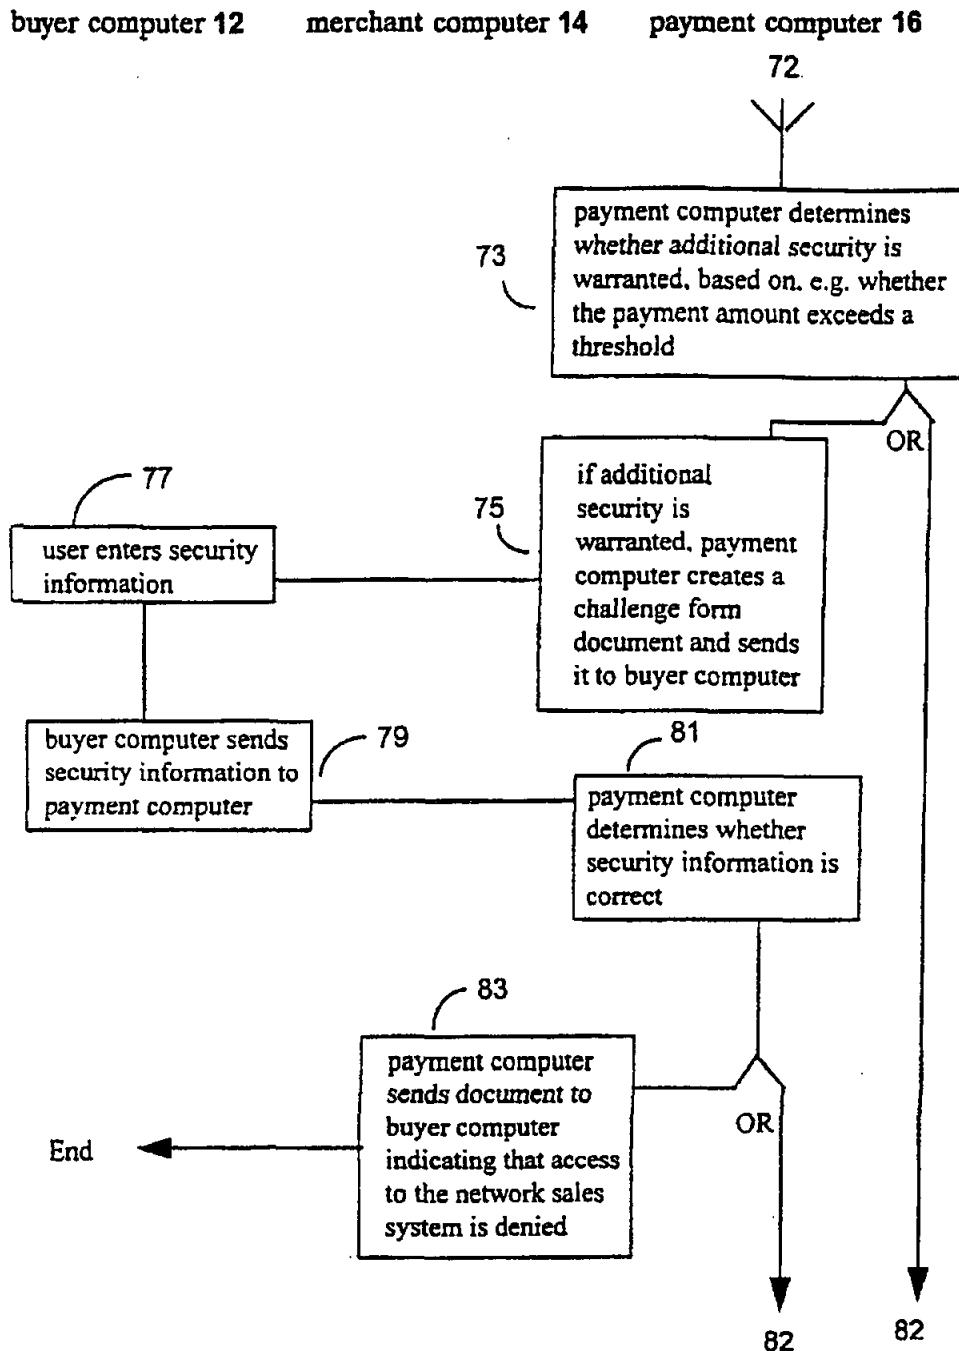 buyer computer 12 merchant computer 14 payment computer 16
72
payment computer determines
whether additional security is
warranted, based on, e.g. whether
the payment amount exceeds a
threshold
73
OR
if additional
security is
warranted, payment
computer creates a
challenge form
document and sends
it to buyer computer
75
77
user enters security
information
buyer computer sends
security information to
payment computer
79
81
payment computer
determines whether
security information is
correct
83
payment computer
sends document to
buyer computer
indicating that access
to the network sales
system is denied
OR
End
82
82